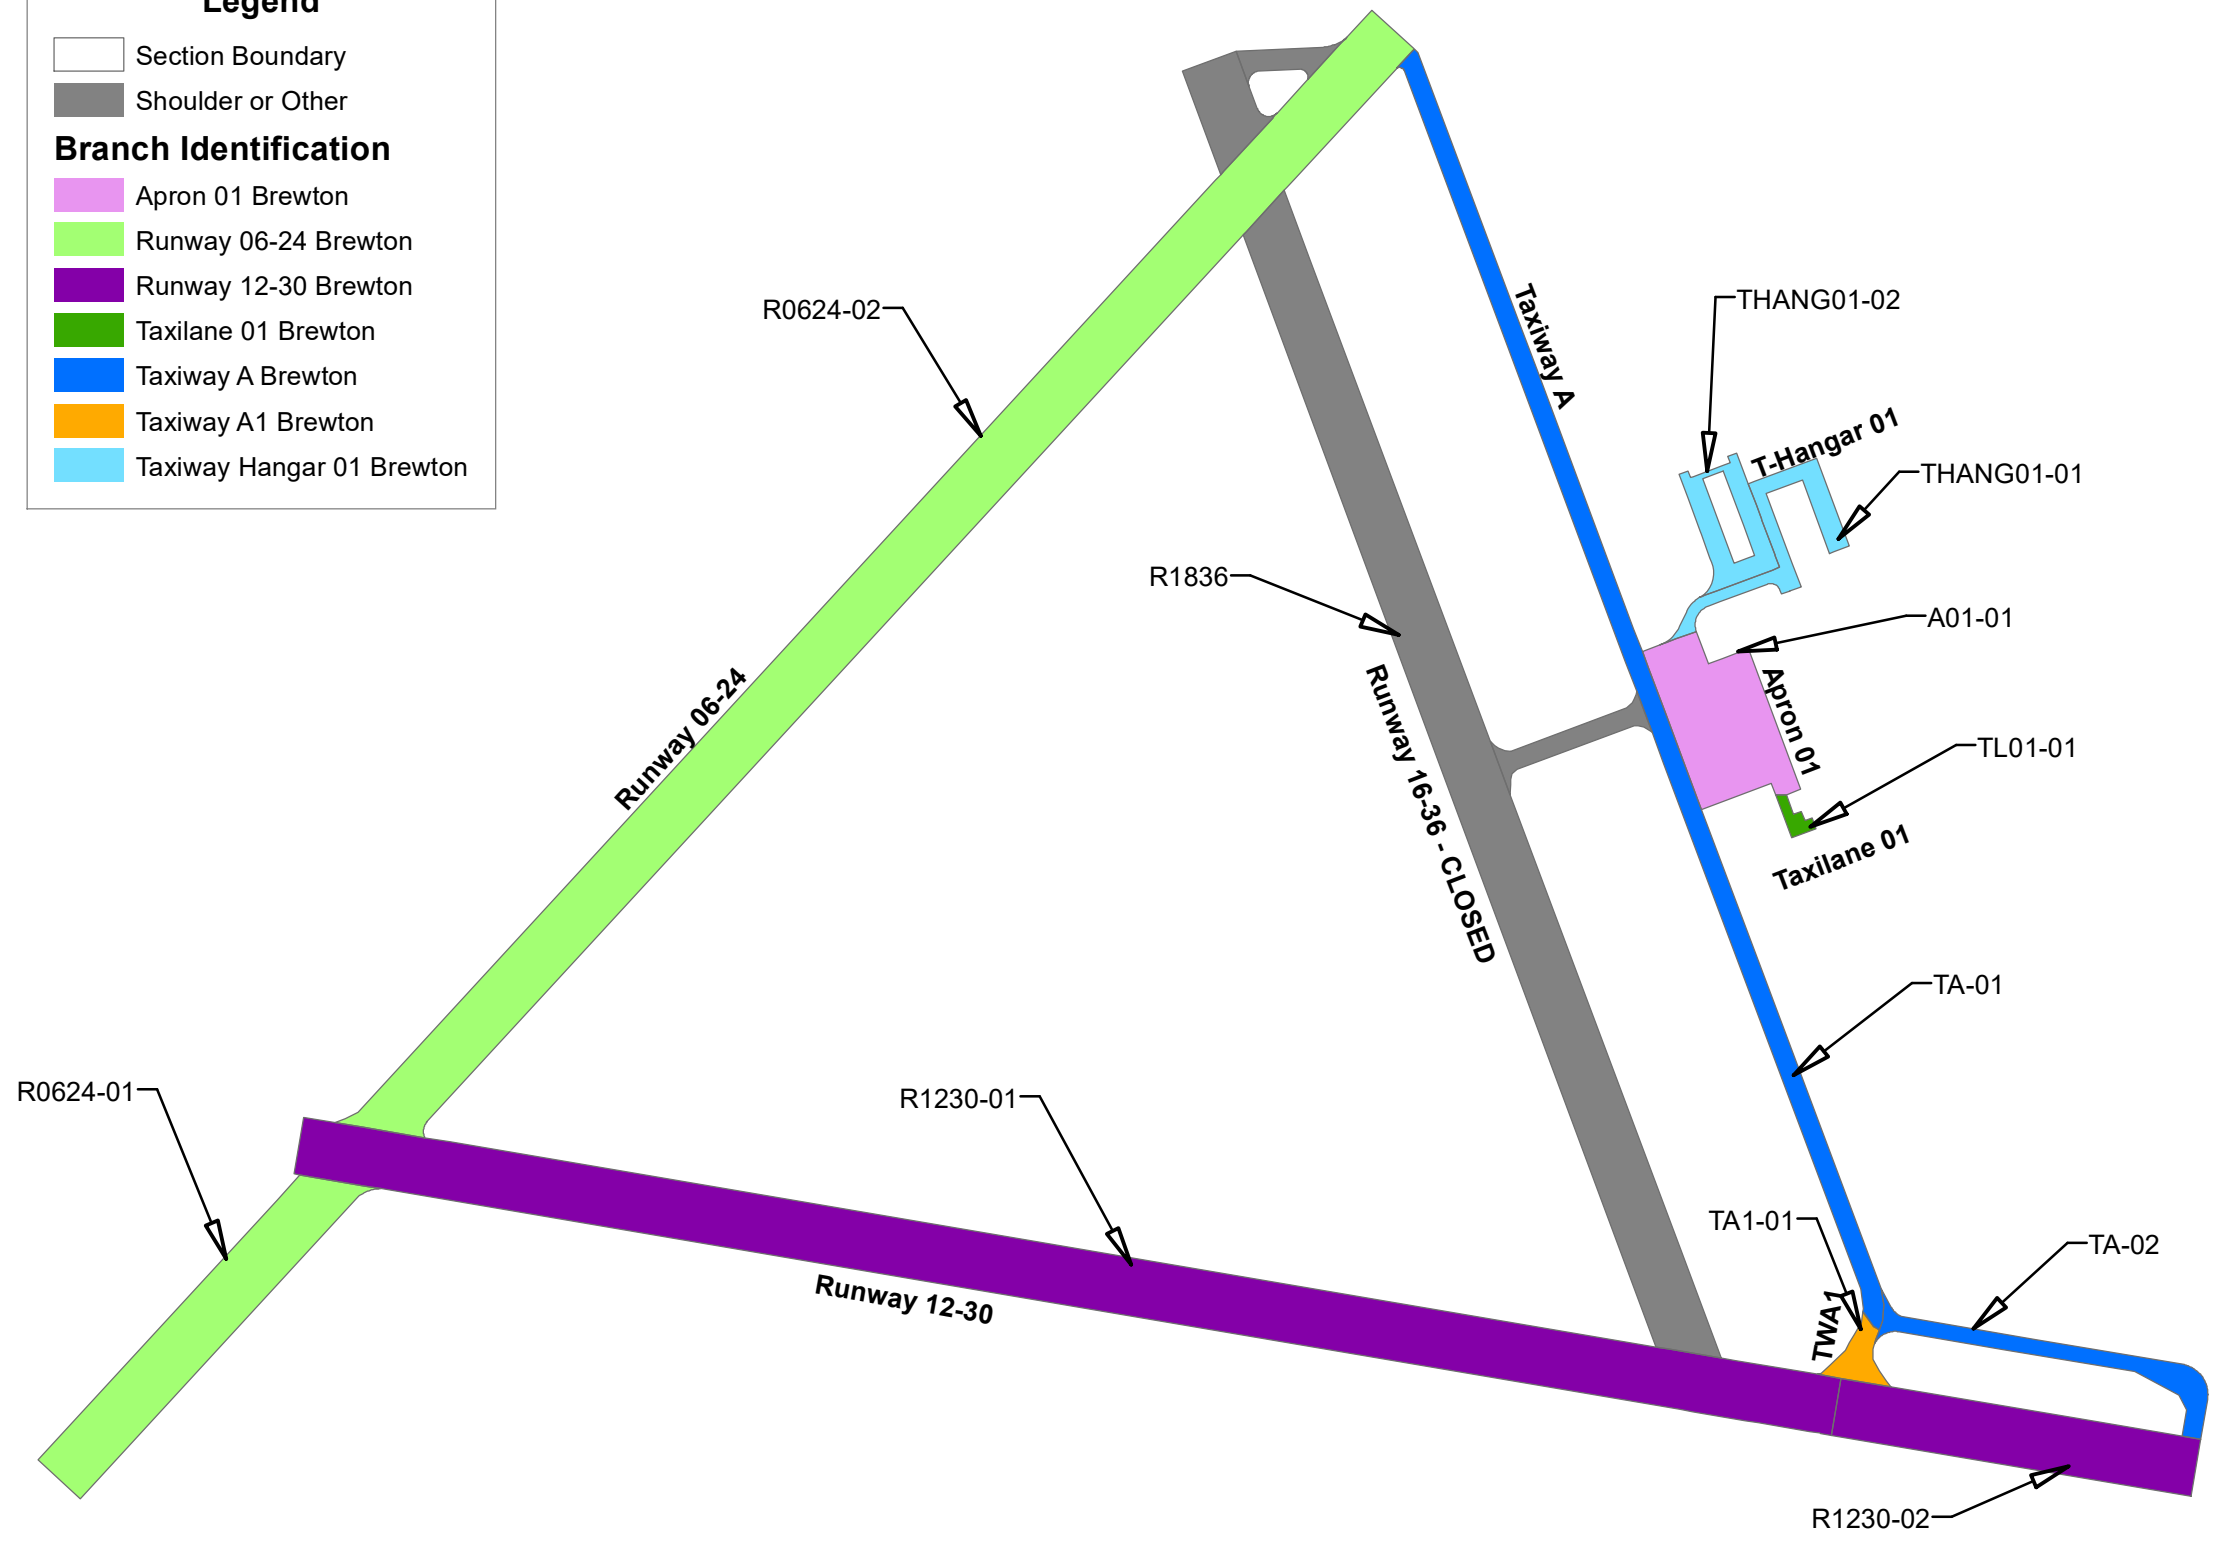 Legend
Section Boundary
Shoulder or Other
Branch Identification
Apron 01 Brewton
Runway 06-24 Brewton
Runway 12-30 Brewton
Taxilane 01 Brewton
Taxiway A Brewton
Taxiway A1 Brewton
Taxiway Hangar 01 Brewton
R0624-02
Taxiway A
THANG01-02
T-Hangar 01
THANG01-01
R1836
A01-01
Runway 06-24
Runway 16-36 - CLOSED
Apron 01
TL01-01
Taxilane 01
TA-01
R0624-01
R1230-01
TA1-01
TA-02
Runway 12-30
TWA1
R1230-02